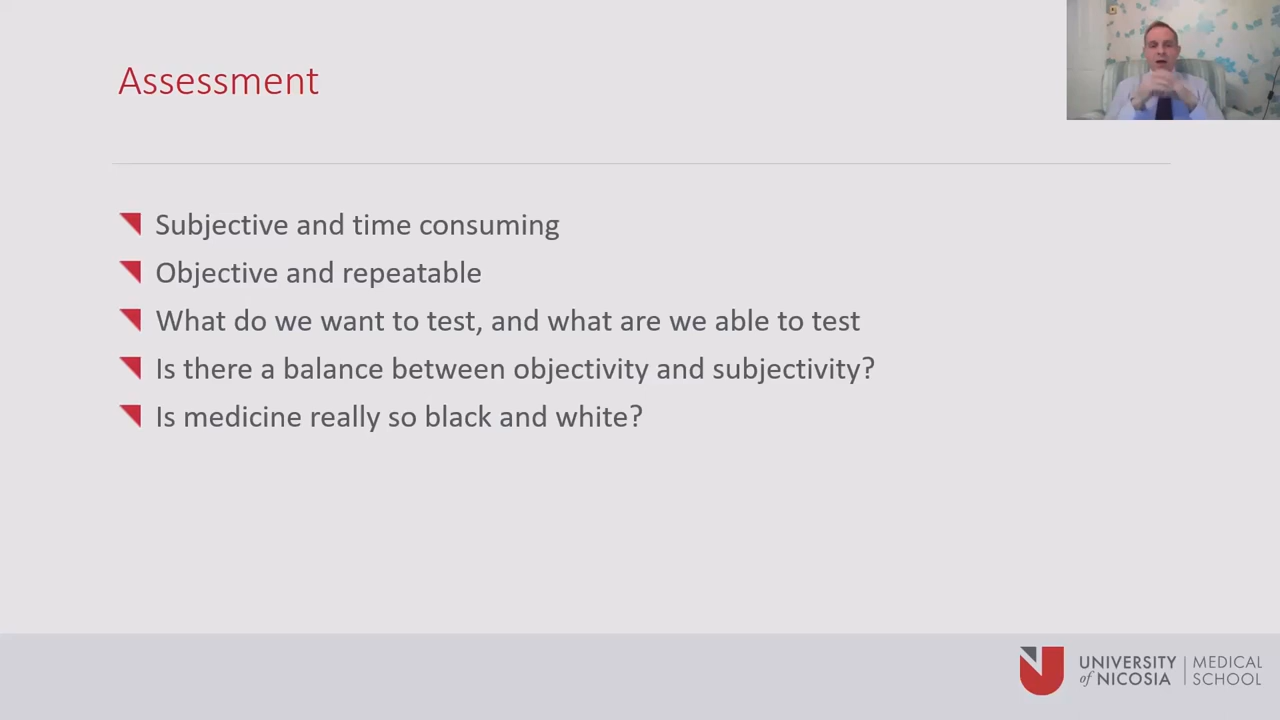 Assessment
Subjective and time consuming
Objective and repeatable
What do we want to test, and what are we able to test
Is there a balance between objectivity and subjectivity?
Is medicine really so black and white?
UNIVERSITY of NICOSIA
MEDICAL SCHOOL